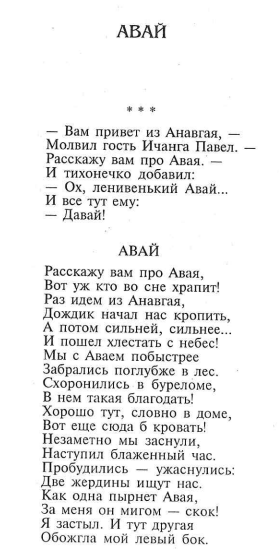 АВАЙ
* * *
— Вам привет из Анавгая, —
Молвил гость Ичанга Павел. —
Расскажу вам про Авая. —
И тихонечко добавил:
— Ох, ленивенький Авай...
И все тут ему:
— Давай!
АВАЙ
Расскажу вам про Авая,
Вот уж кто во сне храпит!
Раз идем из Анавгая,
Дождик начал нас кропить,
А потом сильней, сильнее...
И пошел хлестать с небес!
Мы с Аваем побыстрее
Забрались поглубже в лес.
Схоронились в буреломе,
В нем такая благодать!
Хорошо тут, словно в доме,
Вот еще сюда б кровать!
Незаметно мы заснули,
Наступил блаженный час.
Пробудились — ужаснулись:
Две жердины ищут нас.
Как одна пырнет Авая,
За меня он мигом — скок!
Я застыл. И тут другая
Обожгла мой левый бок.